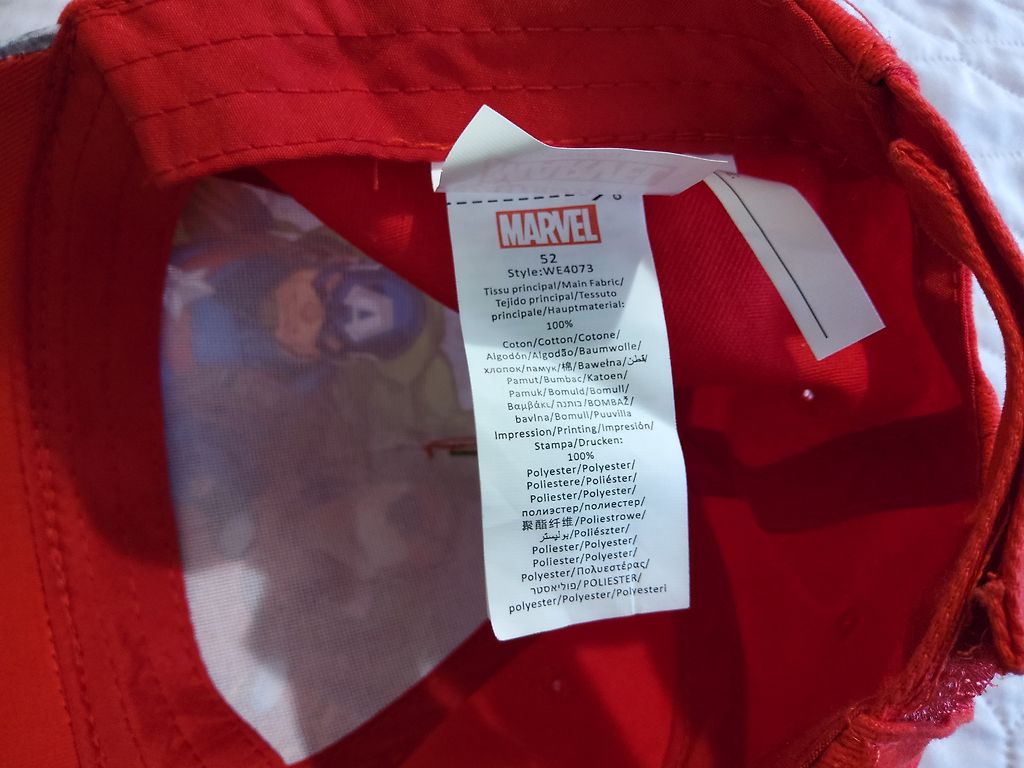 MARVEL
52
Style:WE4073
Tissu principal/Main Fabric/
Tejido principal/Tessuto
principale/Hauptmaterial:
100%
Coton/Cotton/Cotone/
Algodón/Algodão/Baumwolle/
хлопок/памук/棉/Bawełna/قطن/
Pamut/Bumbac/Katoen/
Pamuk/Bomuld/Bomull/
Βαμβάκι/כותנה/BOMBAŽ/
bavlna/Bomull/Puuvilla
Impression/Printing/Impresión/
Stampa/Drucken:
100%
Polyester/Polyester/
Poliestere/Poliéster/
Poliester/Polyester/
полиэстер/полиестер/
聚酯纤维/Poliestrowe/
بوليستر/Poliészter/
Poliester/Polyester/
Poliester/Polyester/
Polyester/Πολυεστέρας/
פוליאסטר/POLIESTER/
polyester/Polyester/Polyesteri